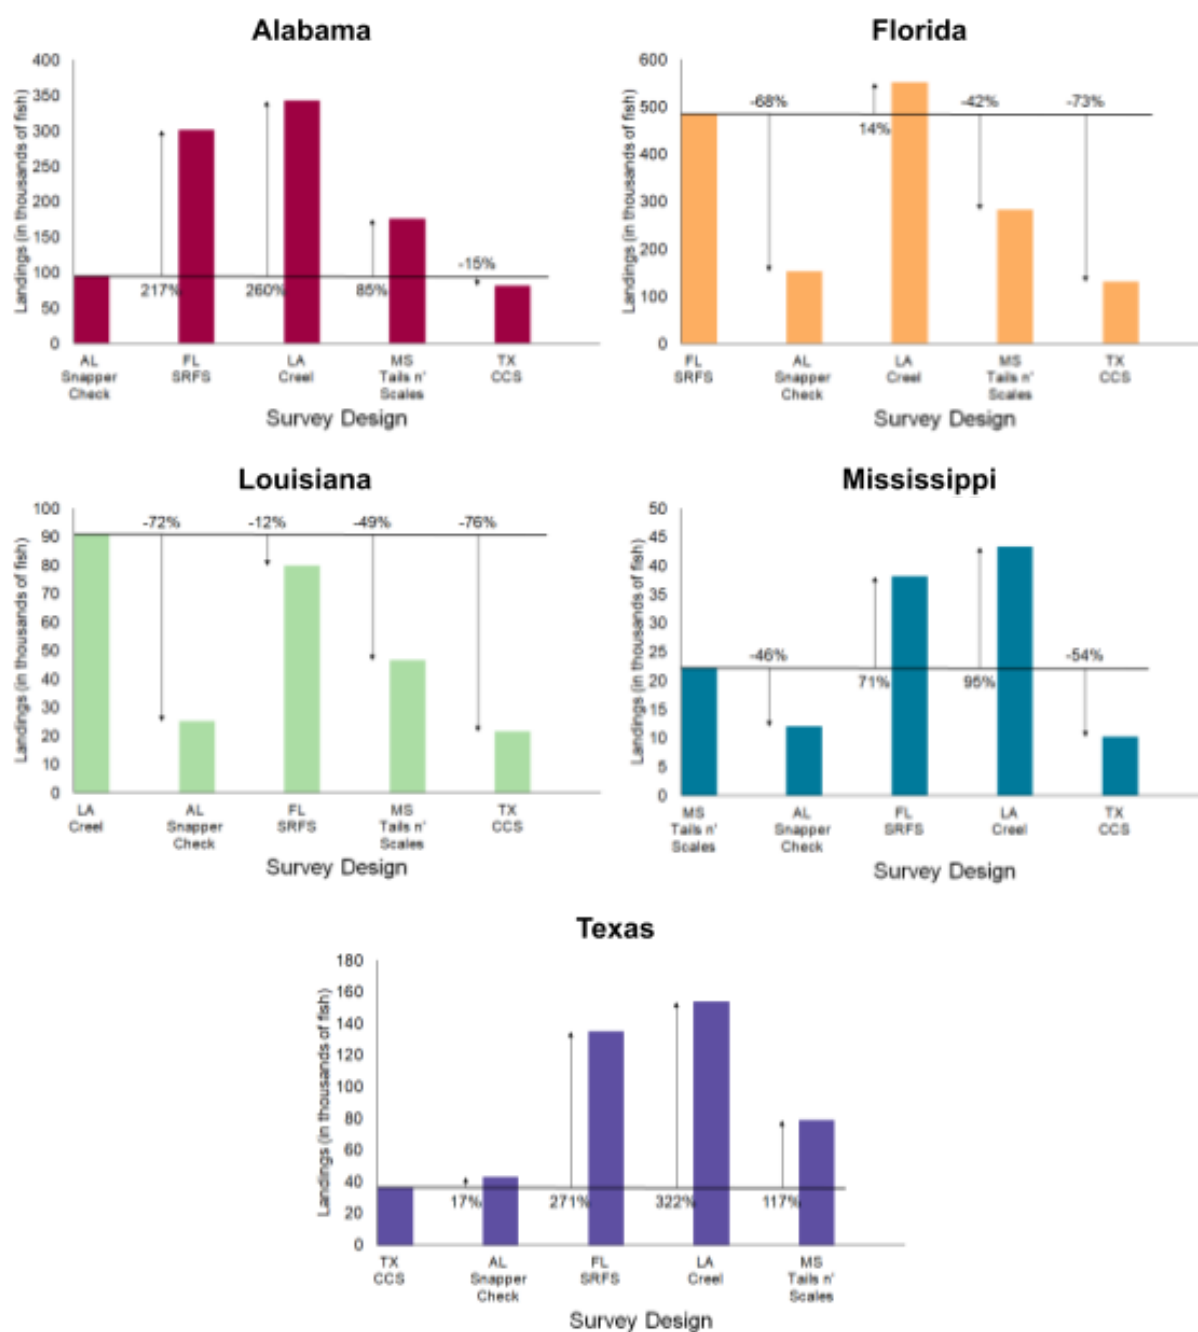 Alabama
Landings (in thousands of fish)
400
350
300
250
200
150
100
50
0
217%
260%
85%
-15%
AL
Snapper
Check
FL
SRFS
LA
Creel
MS
Tails n'
Scales
TX
CCS
Survey Design
Florida
Landings (in thousands of fish)
600
500
400
300
200
100
0
-68%
14%
-42%
-73%
FL
SRFS
AL
Snapper
Check
LA
Creel
MS
Tails n'
Scales
TX
CCS
Survey Design
Louisiana
Landings (in thousands of fish)
100
90
80
70
60
50
40
30
20
10
0
-72%
-12%
-49%
-76%
LA
Creel
AL
Snapper
Check
FL
SRFS
MS
Tails n'
Scales
TX
CCS
Survey Design
Mississippi
Landings (in thousands of fish)
50
45
40
35
30
25
20
15
10
5
0
-46%
71%
95%
-54%
MS
Tails n'
Scales
AL
Snapper
Check
FL
SRFS
LA
Creel
TX
CCS
Survey Design
Texas
Landings (in thousands of fish)
180
160
140
120
100
80
60
40
20
0
17%
271%
322%
117%
TX
CCS
AL
Snapper
Check
FL
SRFS
LA
Creel
MS
Tails n'
Scales
Survey Design